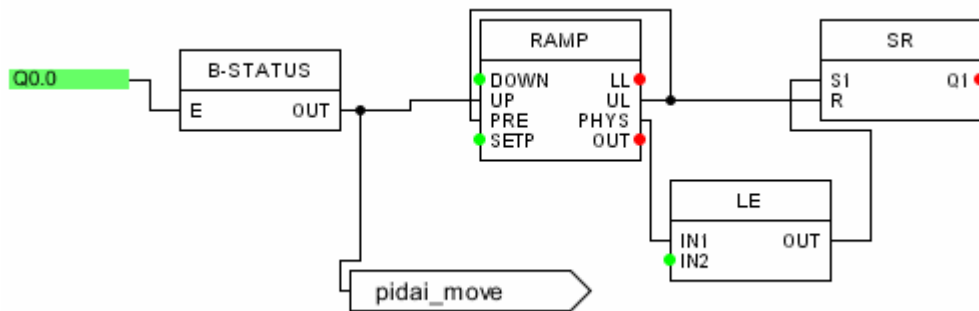 Q0.0
B-STATUS
E OUT
RAMP
DOWN LL
UP UL
PRE PHYS
SETP OUT
SR
S1 Q1
R
LE
IN1 OUT
IN2
pidai_move